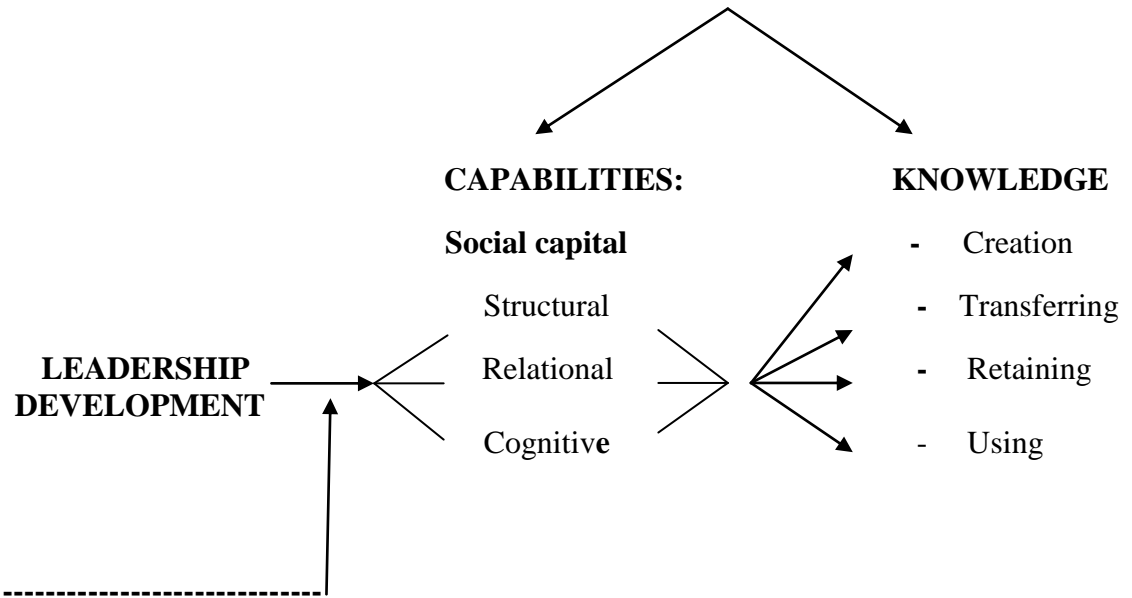 CAPABILITIES: KNOWLEDGE
Social capital - Creation
Structural - Transferring
LEADERSHIP Relational - Retaining
DEVELOPMENT
Cognitive - Using